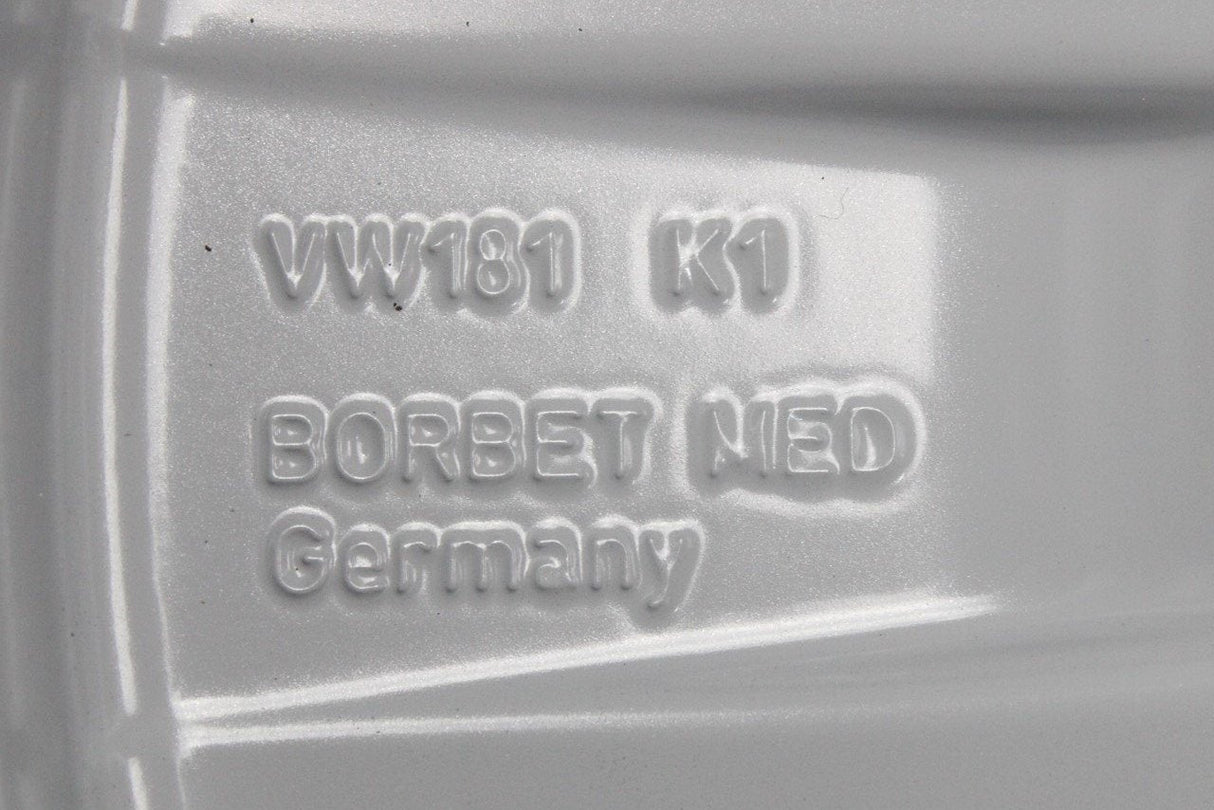 VW181 K1
BORBET MED
Germany